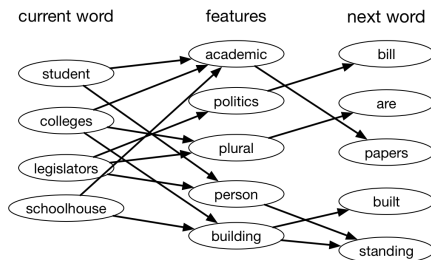 current word features next word
student
colleges
legislators
schoolhouse
academic
politics
plural
person
building
bill
are
papers
built
standing